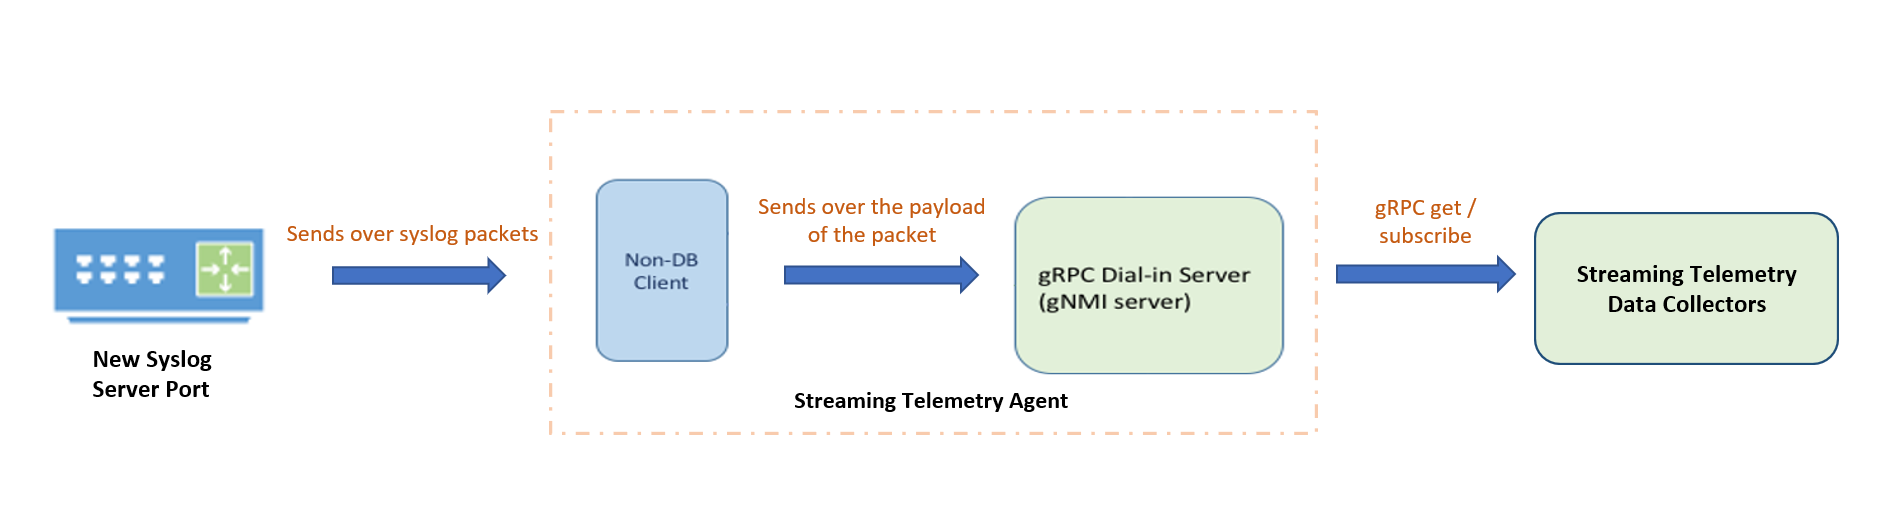 New Syslog
Server Port
Sends over syslog packets
Non-DB
Client
Sends over the payload
of the packet
gRPC Dial-in Server
(gNMI server)
Streaming Telemetry Agent
gRPC get /
subscribe
Streaming Telemetry
Data Collectors